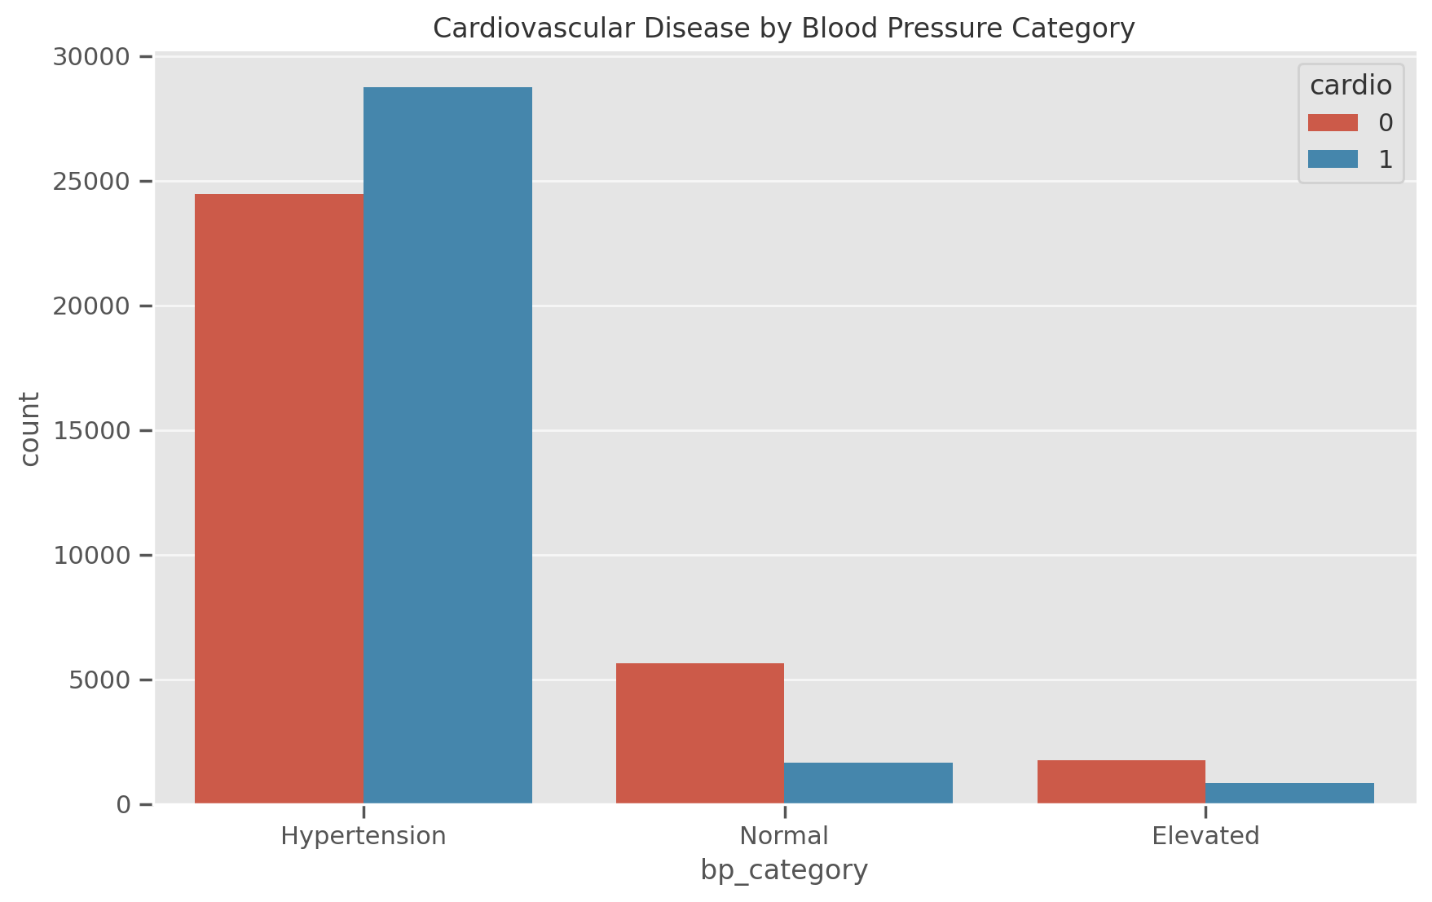 Cardiovascular Disease by Blood Pressure Category
30000
25000
20000
15000
10000
5000
0
count
cardio
0
1
Hypertension
Normal
Elevated
bp_category